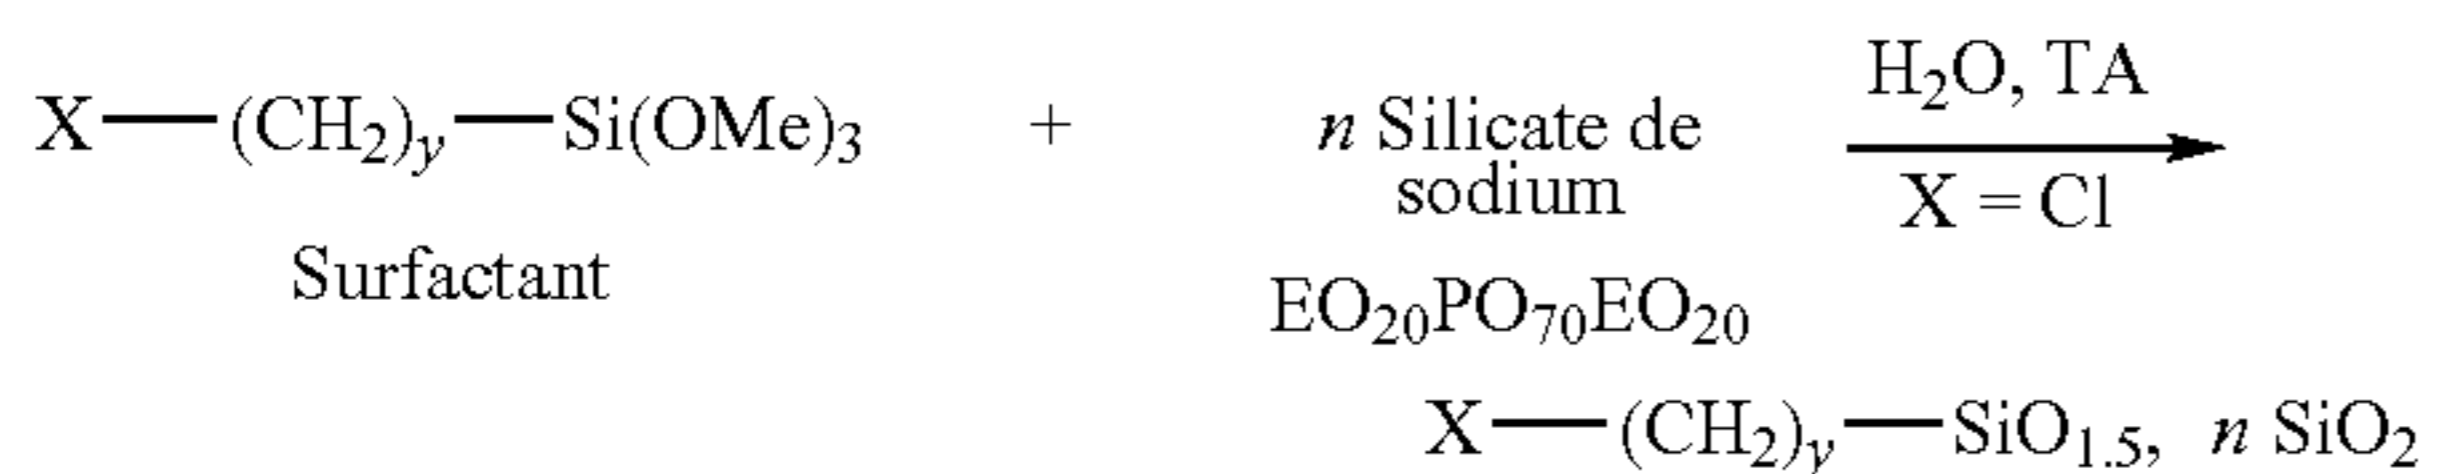 X—(CH₂)y—Si(OMe)₃ + n Silicate de sodium H₂O, TA
X = Cl
Surfactant EO₂₀PO₇₀EO₂₀
X—(CH₂)y—SiO₁.₅, n SiO₂